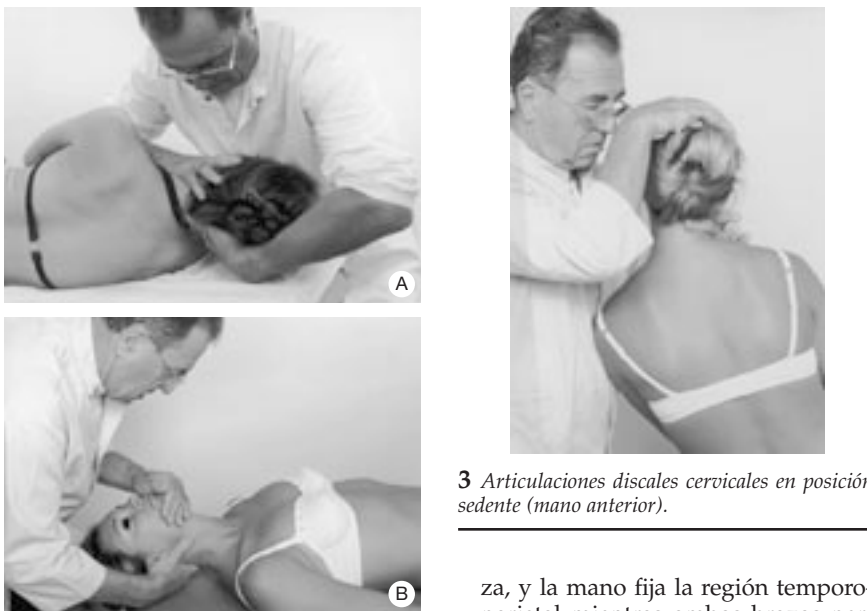 A
B
3 Articulaciones discales cervicales en posición
sedente (mano anterior).
za, y la mano fija la región temporo